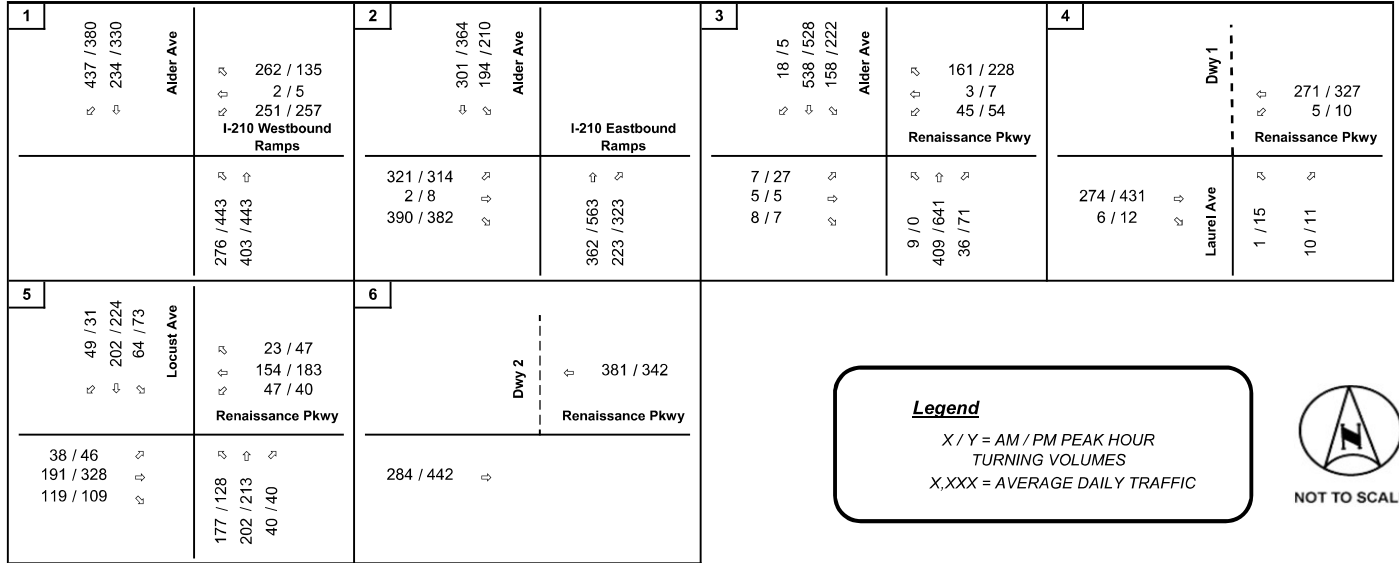 1
437 / 380
234 / 330
Alder Ave
262 / 135
2 / 5
251 / 257
I-210 Westbound
Ramps
276 / 443
403 / 443
2
301 / 364
194 / 210
Alder Ave
I-210 Eastbound
Ramps
321 / 314
2 / 8
390 / 382
362 / 563
223 / 323
3
18 / 5
538 / 528
158 / 222
Alder Ave
161 / 228
3 / 7
45 / 54
Renaissance Pkwy
7 / 27
5 / 5
8 / 7
9 / 0
409 / 641
36 / 71
4
Dwy 1
271 / 327
5 / 10
Renaissance Pkwy
274 / 431
6 / 12
Laurel Ave
1 / 15
10 / 11
5
49 / 31
202 / 224
64 / 73
Locust Ave
23 / 47
154 / 183
47 / 40
Renaissance Pkwy
38 / 46
191 / 328
119 / 109
177 / 128
202 / 213
40 / 40
6
Dwy 2
381 / 342
Renaissance Pkwy
284 / 442
Legend
X / Y = AM / PM PEAK HOUR
TURNING VOLUMES
X,XXX = AVERAGE DAILY TRAFFIC
N
NOT TO SCAL